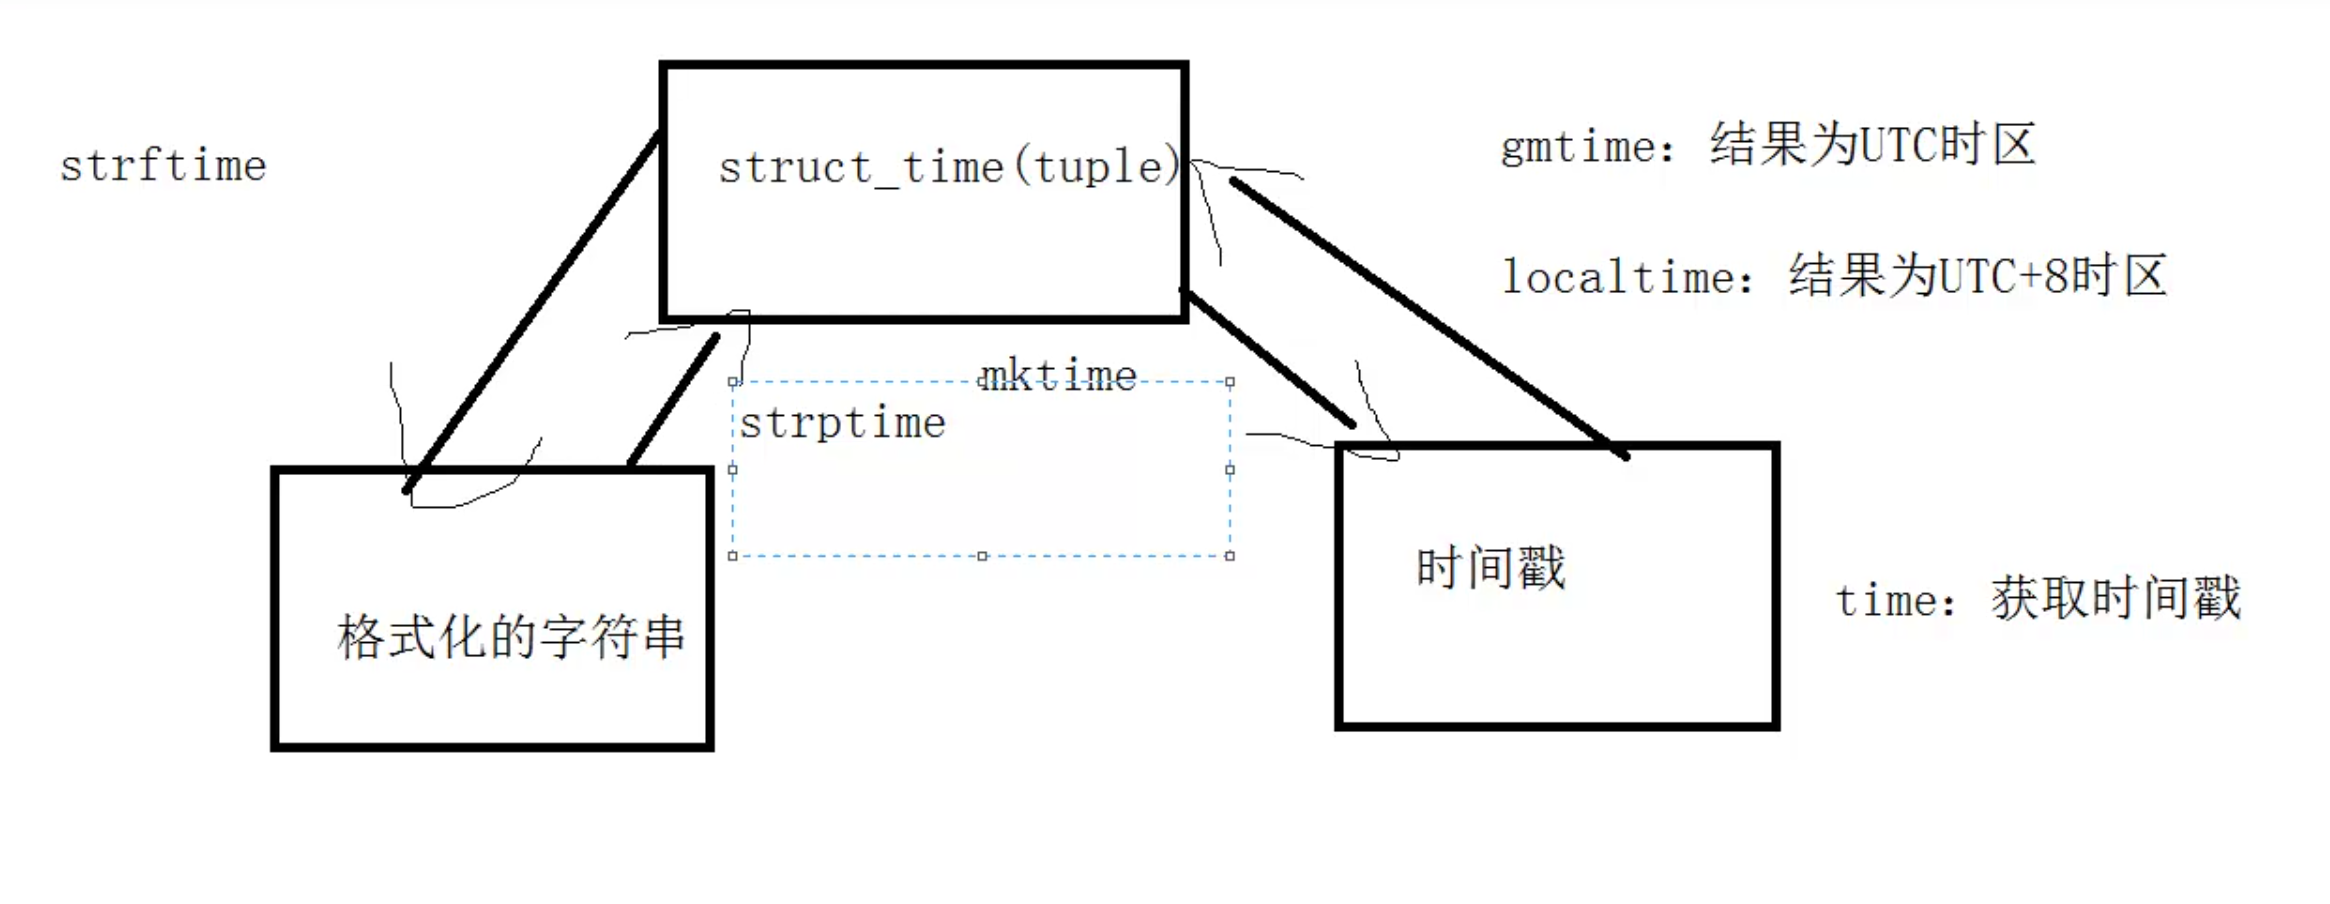 strftime
struct_time(tuple)
gmtime：结果为UTC时区
localtime：结果为UTC+8时区
mktime
strptime
格式化的字符串
时间戳
time：获取时间戳